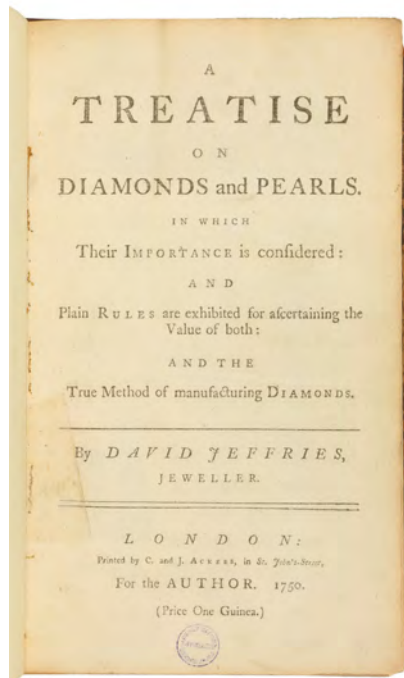 A
TREATISE
ON
DIAMONDS and PEARLS.
IN WHICH
Their IMPORTANCE is conſidered:
AND
Plain RULES are exhibited for aſcertaining the
Value of both:
AND THE
True Method of manufacturing DIAMONDS.
By DAVID JEFFRIES,
JEWELLER.
LONDON:
Printed by C. and J. ACKERS, in St. John's-Street,
For the AUTHOR. 1750.
(Price One Guinea.)